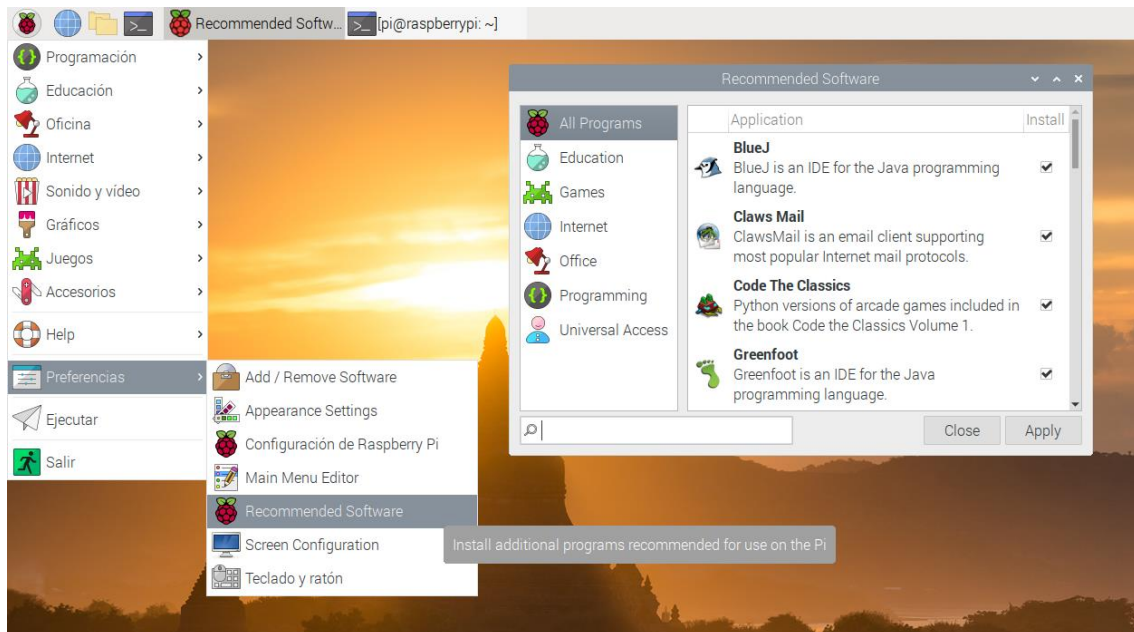 Recommended Softw...
[pi@raspberrypi: ~]
Programación
Educación
Oficina
Internet
Sonido y vídeo
Gráficos
Juegos
Accesorios
Help
Preferencias
Ejecutar
Salir
Add / Remove Software
Appearance Settings
Configuración de Raspberry Pi
Main Menu Editor
Recommended Software
Screen Configuration
Teclado y ratón
Install additional programs recommended for use on the Pi
Recommended Software
All Programs
Education
Games
Internet
Office
Programming
Universal Access
Application
Install
BlueJ
BlueJ is an IDE for the Java programming
language.
Claws Mail
ClawsMail is an email client supporting
most popular Internet mail protocols.
Code The Classics
Python versions of arcade games included in
the book Code the Classics Volume 1.
Greenfoot
Greenfoot is an IDE for the Java
programming language.
Close
Apply